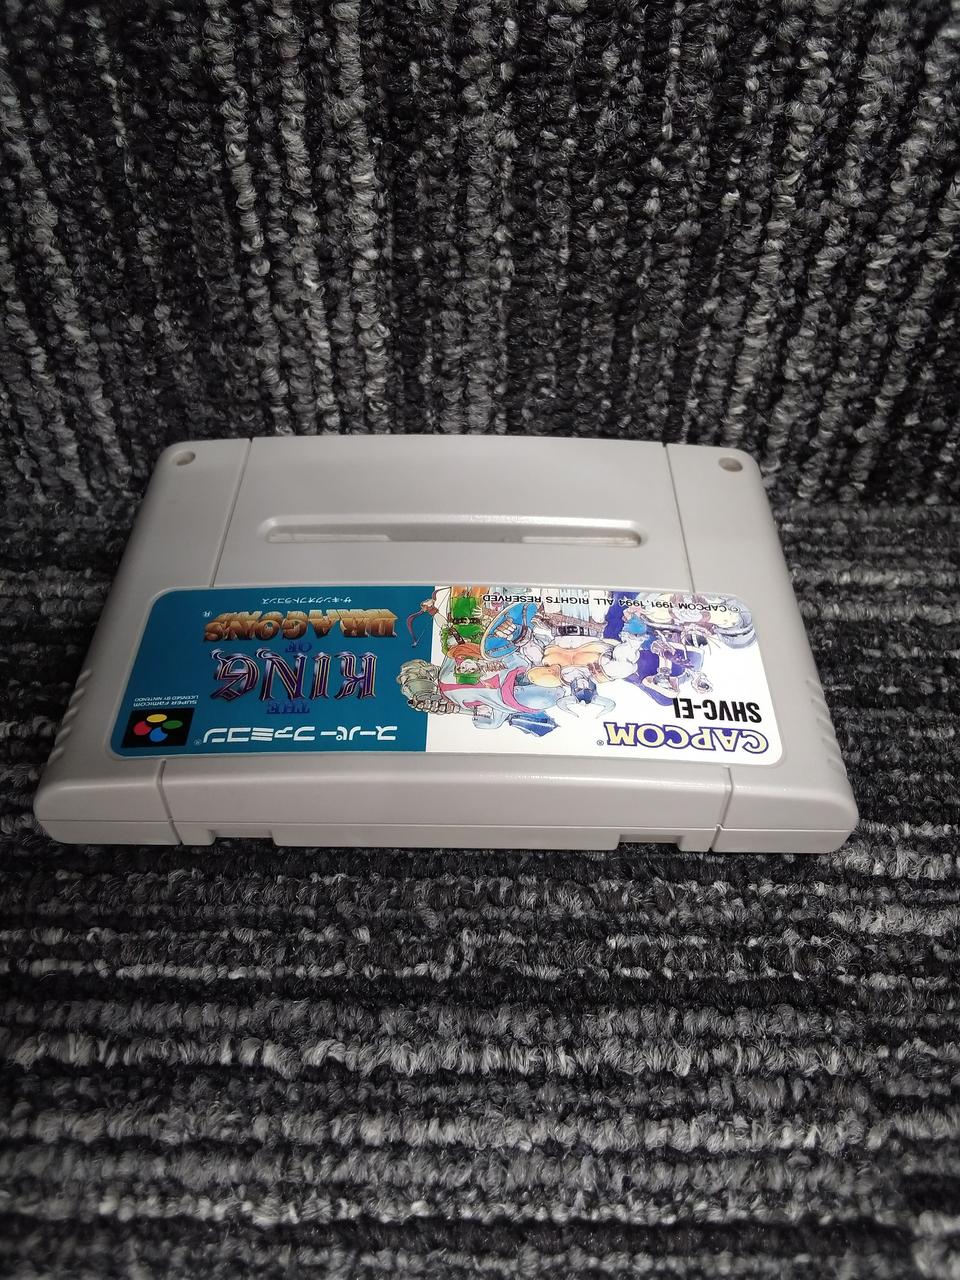 CAPCOM®
SHVC-EI
スーパーファミコン®
THE
KING
OF
DRAGONS®
ザ・キングオブドラゴンズ
SUPER FAMICOM
LICENSED BY NINTENDO
© CAPCOM 1991,1994 ALL RIGHTS RESERVED